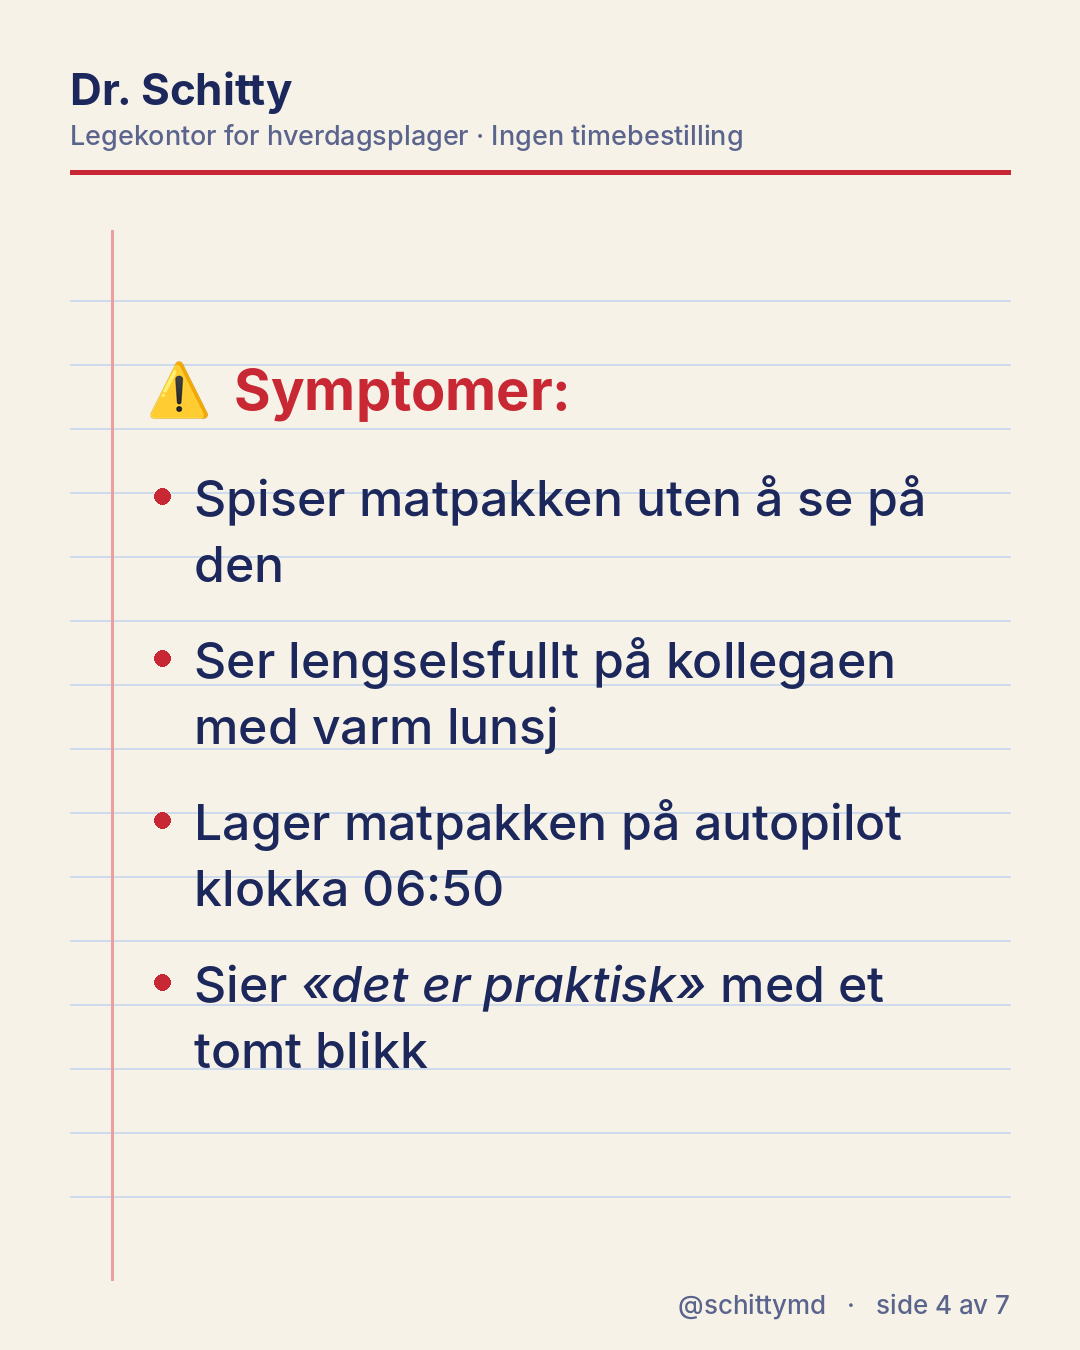 Dr. Schitty
Legekontor for hverdagsplager · Ingen timebestilling
⚠️ Symptomer:
• Spiser matpakken uten å se på
den
• Ser lengselsfullt på kollegaen
med varm lunsj
• Lager matpakken på autopilot
klokka 06:50
• Sier «det er praktisk» med et
tomt blikk
@schittymd · side 4 av 7